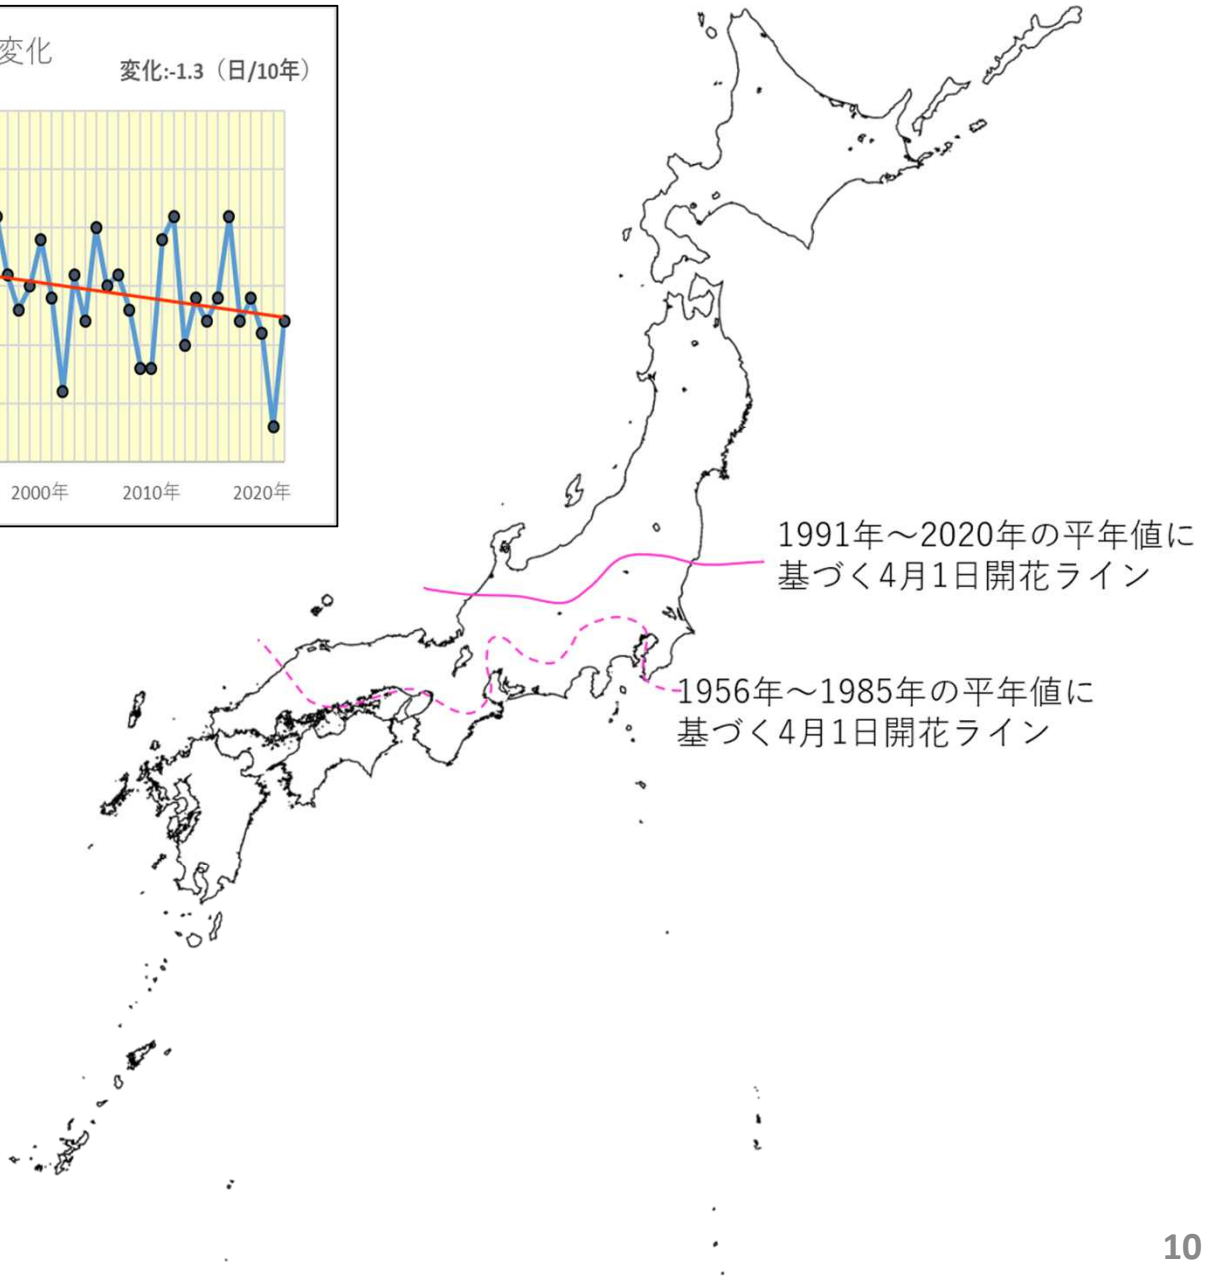 変化
変化:-1.3（日/10年）
2000年
2010年
2020年
1991年～2020年の平年値に
基づく4月1日開花ライン
1956年～1985年の平年値に
基づく4月1日開花ライン
10